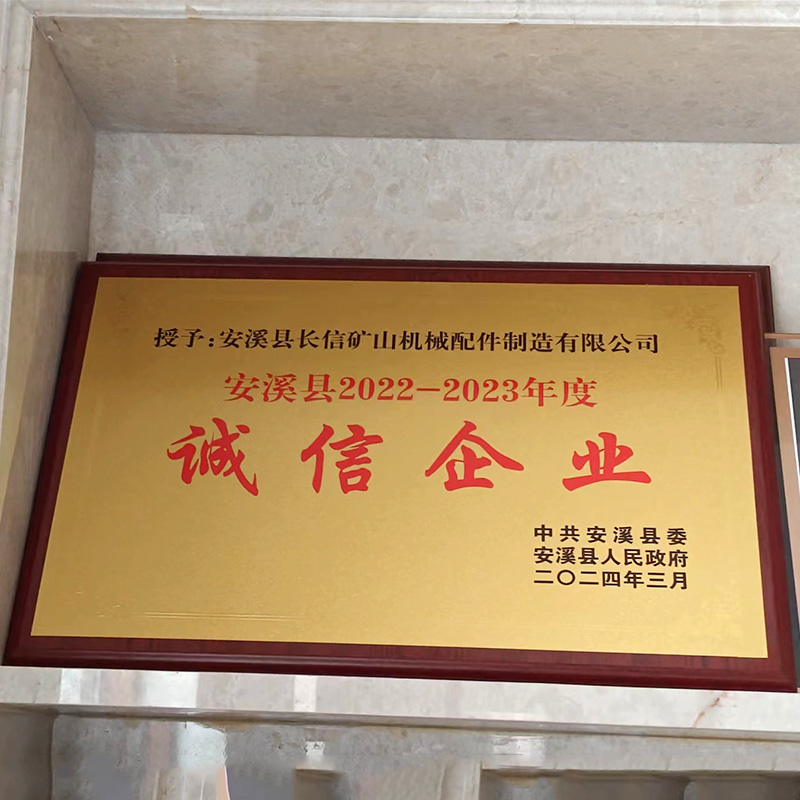 授予:安溪县长信矿山机械配件制造有限公司
安溪县2022-2023年度
诚信企业
中共安溪县委
安溪县人民政府
二〇二四年三月